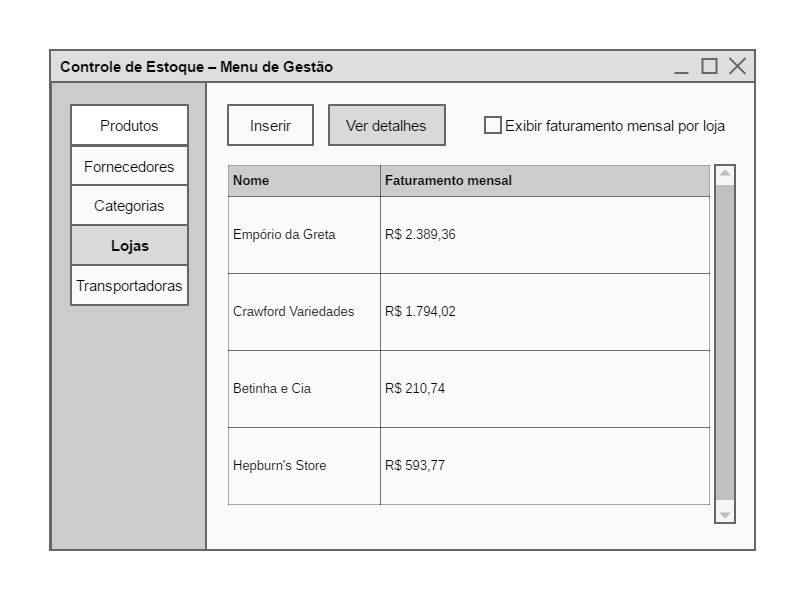 Controle de Estoque – Menu de Gestão
Produtos
Fornecedores
Categorias
Lojas
Transportadoras
Inserir
Ver detalhes
Exibir faturamento mensal por loja
Nome
Faturamento mensal
Empório da Greta
R$ 2.389,36
Crawford Variedades
R$ 1.794,02
Betinha e Cia
R$ 210,74
Hepburn's Store
R$ 593,77